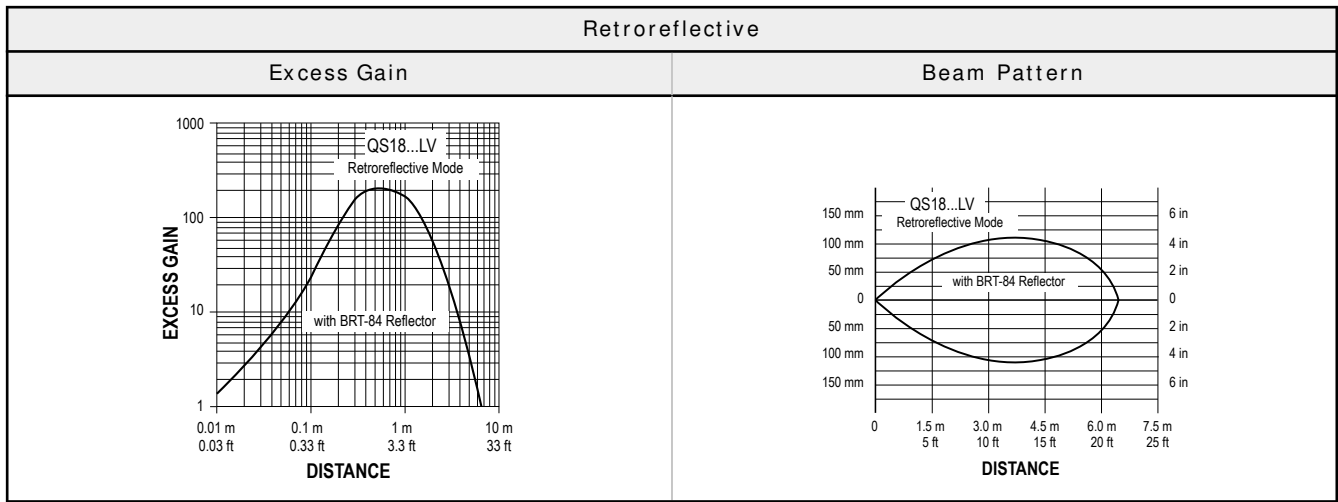 Retroreflective
Excess Gain
Beam Pattern
1000
100
10
1
EXCESS GAIN
QS18...LV
Retroreflective Mode
with BRT-84 Reflector
0.01 m
0.03 ft
0.1 m
0.33 ft
1 m
3.3 ft
10 m
33 ft
DISTANCE
150 mm
100 mm
50 mm
0
50 mm
100 mm
150 mm
QS18...LV
Retroreflective Mode
with BRT-84 Reflector
6 in
4 in
2 in
0
2 in
4 in
6 in
0
1.5 m
5 ft
3.0 m
10 ft
4.5 m
15 ft
6.0 m
20 ft
7.5 m
25 ft
DISTANCE